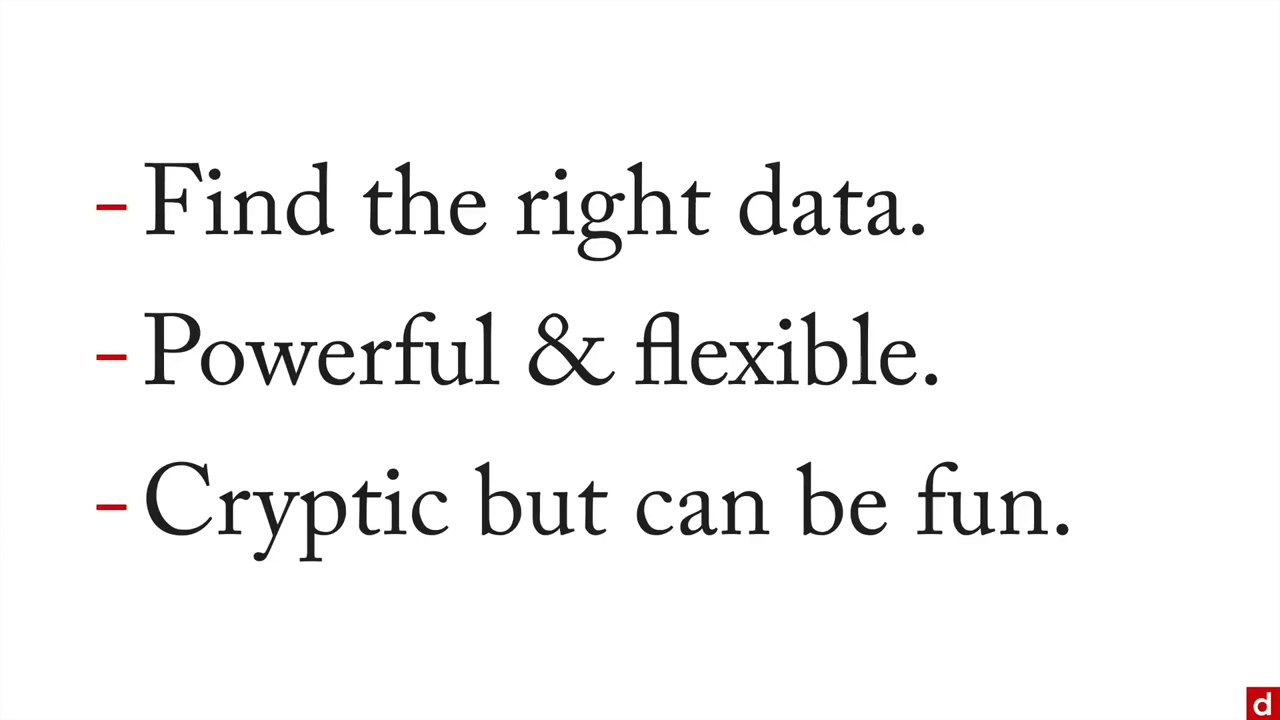 - Find the right data.
- Powerful & flexible.
- Cryptic but can be fun.
d